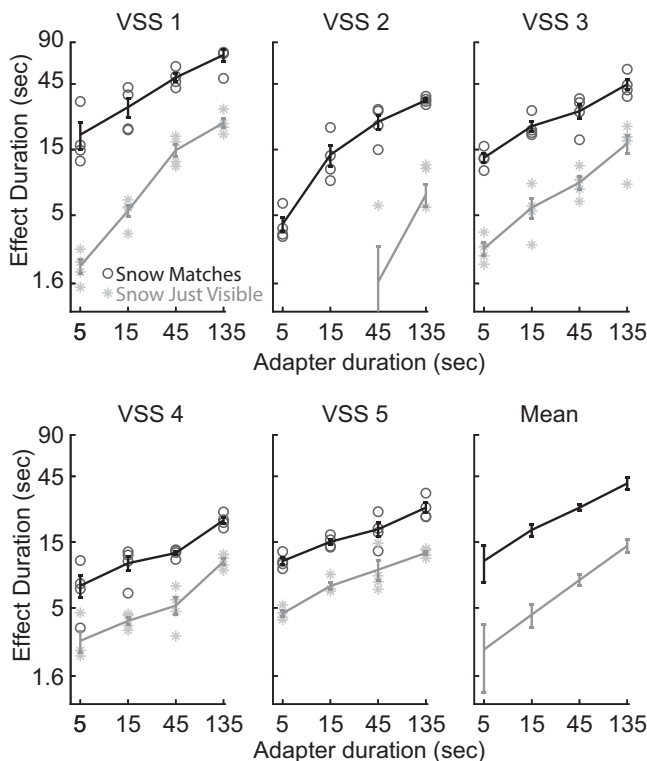 VSS 1 VSS 2 VSS 3
Effect Duration (sec)
90
45
15
5
1.6
Snow Matches
Snow Just Visible
5 15 45 135 5 15 45 135 5 15 45 135
Adapter duration (sec)
VSS 4 VSS 5 Mean
Effect Duration (sec)
90
45
15
5
1.6
5 15 45 135 5 15 45 135 5 15 45 135
Adapter duration (sec)